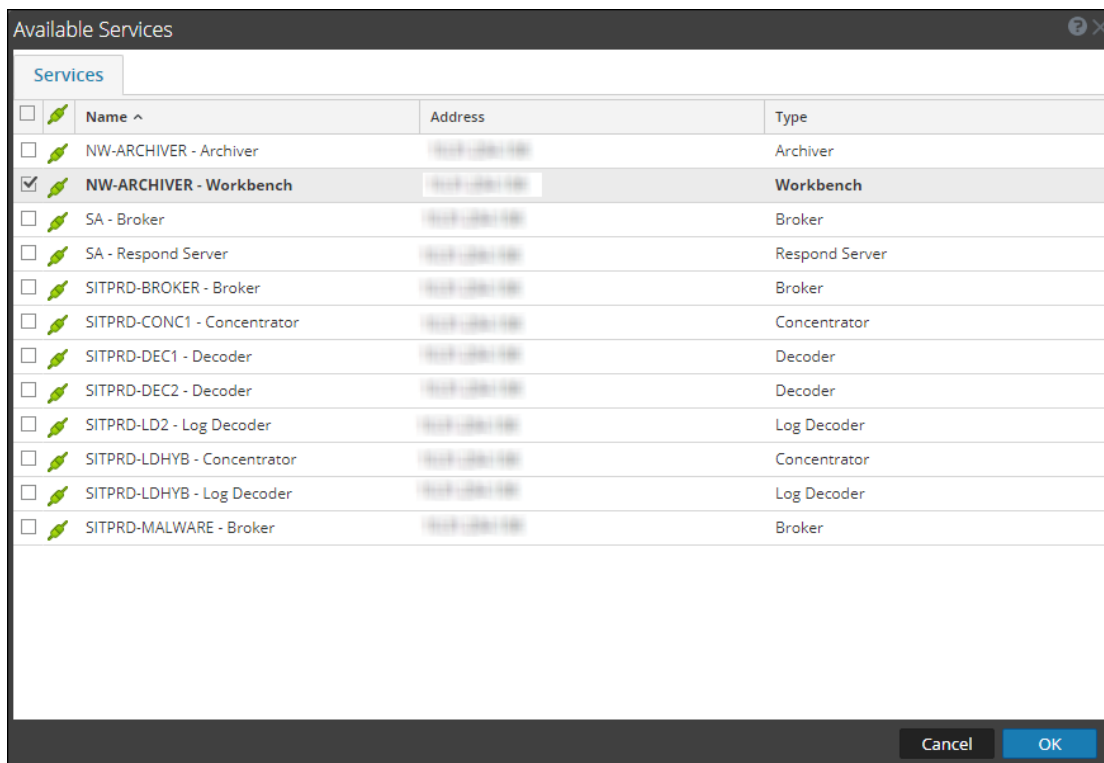 Available Services
Services
Name Address Type
NW-ARCHIVER - Archiver Archiver
NW-ARCHIVER - Workbench Workbench
SA - Broker Broker
SA - Respond Server Respond Server
SITPRD-BROKER - Broker Broker
SITPRD-CONC1 - Concentrator Concentrator
SITPRD-DEC1 - Decoder Decoder
SITPRD-DEC2 - Decoder Decoder
SITPRD-LD2 - Log Decoder Log Decoder
SITPRD-LDHYB - Concentrator Concentrator
SITPRD-LDHYB - Log Decoder Log Decoder
SITPRD-MALWARE - Broker Broker
Cancel OK